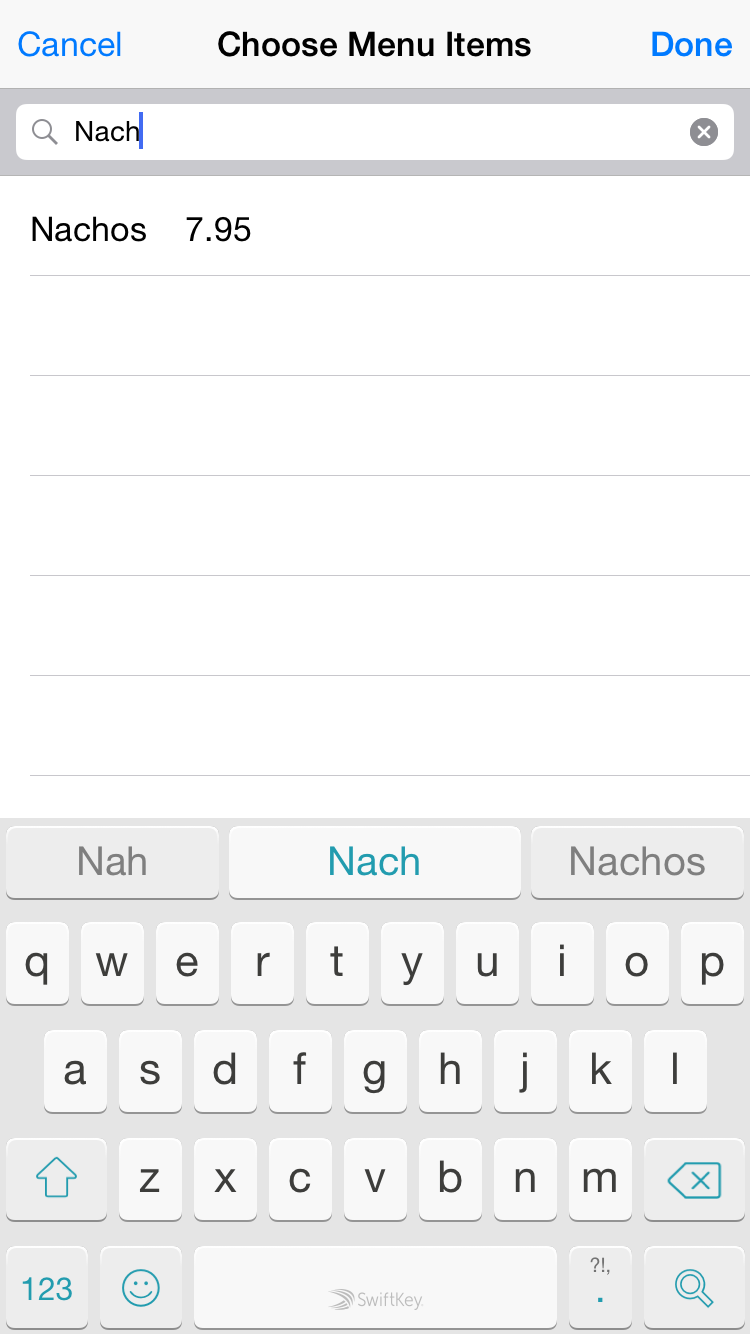 Cancel Choose Menu Items Done
Nach
Nachos 7.95
Nah Nach Nachos
q w e r t y u i o p
a s d f g h j k l
z x c v b n m
?!,
123 SwiftKey .